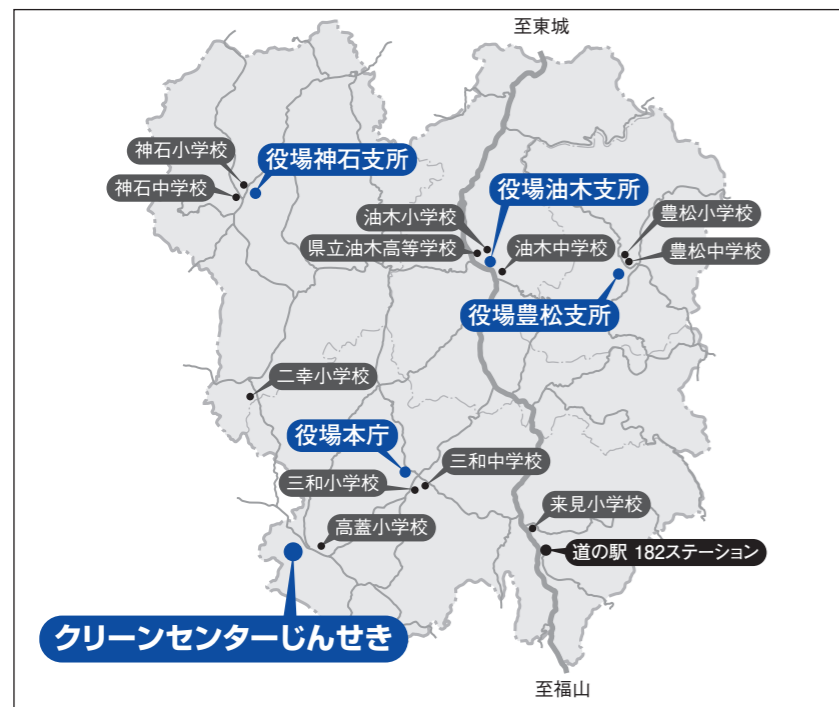 至東城
神石小学校
役場神石支所
神石中学校
役場油木支所
油木小学校
豊松小学校
県立油木高等学校
油木中学校
豊松中学校
役場豊松支所
二幸小学校
役場本庁
三和中学校
三和小学校
来見小学校
高蓋小学校
道の駅 182ステーション
クリーンセンターじんせき
至福山